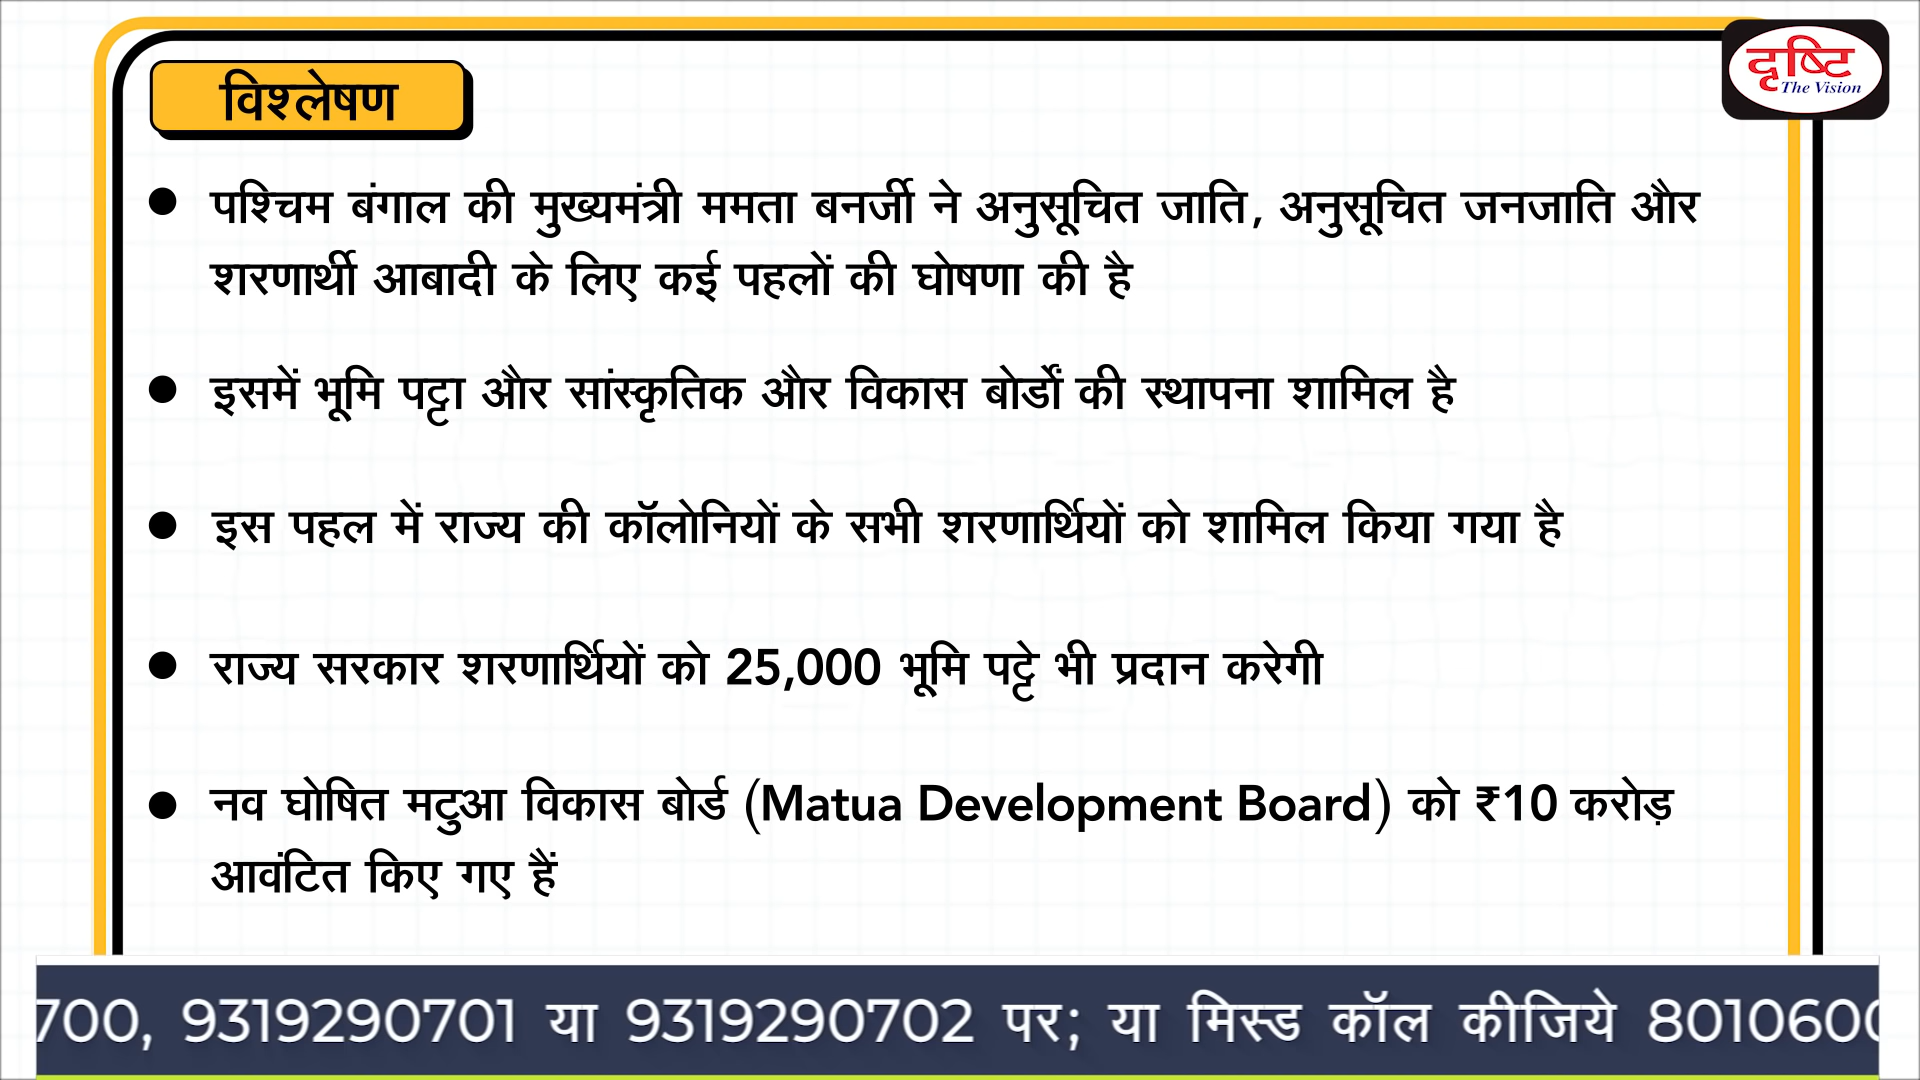 दृष्टि
The Vision
विश्लेषण
● पश्चिम बंगाल की मुख्यमंत्री ममता बनर्जी ने अनुसूचित जाति, अनुसूचित जनजाति और
शरणार्थी आबादी के लिए कई पहलों की घोषणा की है
● इसमें भूमि पट्टा और सांस्कृतिक और विकास बोर्डों की स्थापना शामिल है
● इस पहल में राज्य की कॉलोनियों के सभी शरणार्थियों को शामिल किया गया है
● राज्य सरकार शरणार्थियों को 25,000 भूमि पट्टे भी प्रदान करेगी
● नव घोषित मटुआ विकास बोर्ड (Matua Development Board) को ₹10 करोड़
आवंटित किए गए हैं
700, 9319290701 या 9319290702 पर; या मिस्ड कॉल कीजिये 801060